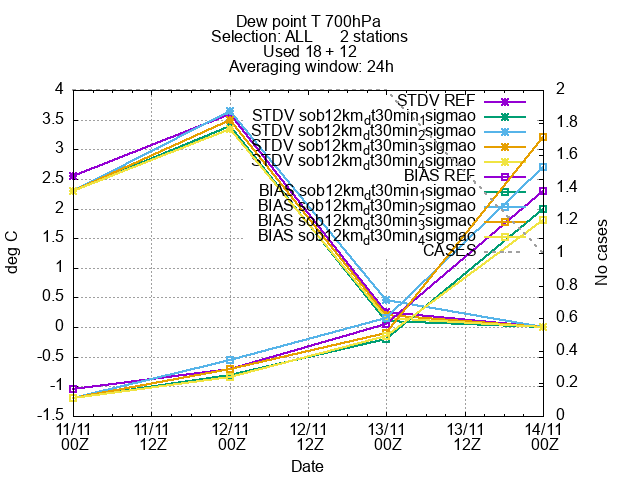 Dew point T 700hPa
Selection: ALL      2 stations
Used 18 + 12
Averaging window: 24h
4
3.5
3
2.5
2
1.5
1
0.5
0
-0.5
-1
-1.5
deg C
2
1.8
1.6
1.4
1.2
1
0.8
0.6
0.4
0.2
0
No cases
STDV REF
STDV sob12km_dt30min_1sigmao
STDV sob12km_dt30min_2sigmao
STDV sob12km_dt30min_3sigmao
STDV sob12km_dt30min_4sigmao
BIAS REF
BIAS sob12km_dt30min_1sigmao
BIAS sob12km_dt30min_2sigmao
BIAS sob12km_dt30min_3sigmao
BIAS sob12km_dt30min_4sigmao
CASES
11/11 11/11 12/11 12/11 13/11 13/11 14/11
00Z 12Z 00Z 12Z 00Z 12Z 00Z
Date